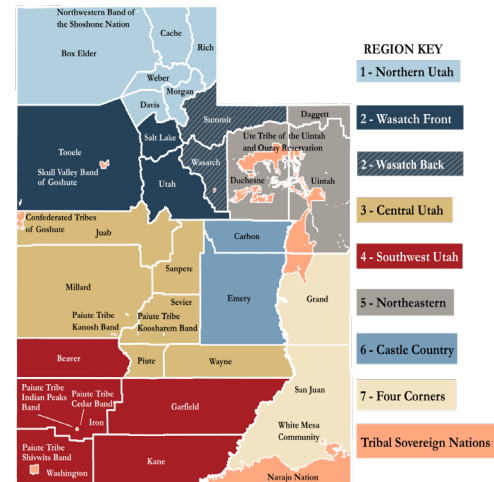 Northwestern Band of
the Shoshone Nation
Cache
Rich
Box Elder
Weber
Morgan
Davis
Summit
Daggett
Salt Lake
Ute Tribe of the Uintah
and Ouray Reservation
Tooele
Wasatch
Skull Valley Band
of Goshute
Utah
Duchesne
Uintah
Confederated Tribes
of Goshute
Juab
Carbon
Sanpete
Millard
Sevier
Emery
Grand
Paiute Tribe
Kanosh Band
Paiute Tribe
Koosharem Band
Beaver
Piute
Wayne
Paiute Tribe
Indian Peaks
Band
Paiute Tribe
Cedar Band
Iron
Garfield
San Juan
White Mesa
Community
Paiute Tribe
Shivwits Band
Washington
Kane
Navajo Nation
REGION KEY
1 - Northern Utah
2 - Wasatch Front
2 - Wasatch Back
3 - Central Utah
4 - Southwest Utah
5 - Northeastern
6 - Castle Country
7 - Four Corners
Tribal Sovereign Nations